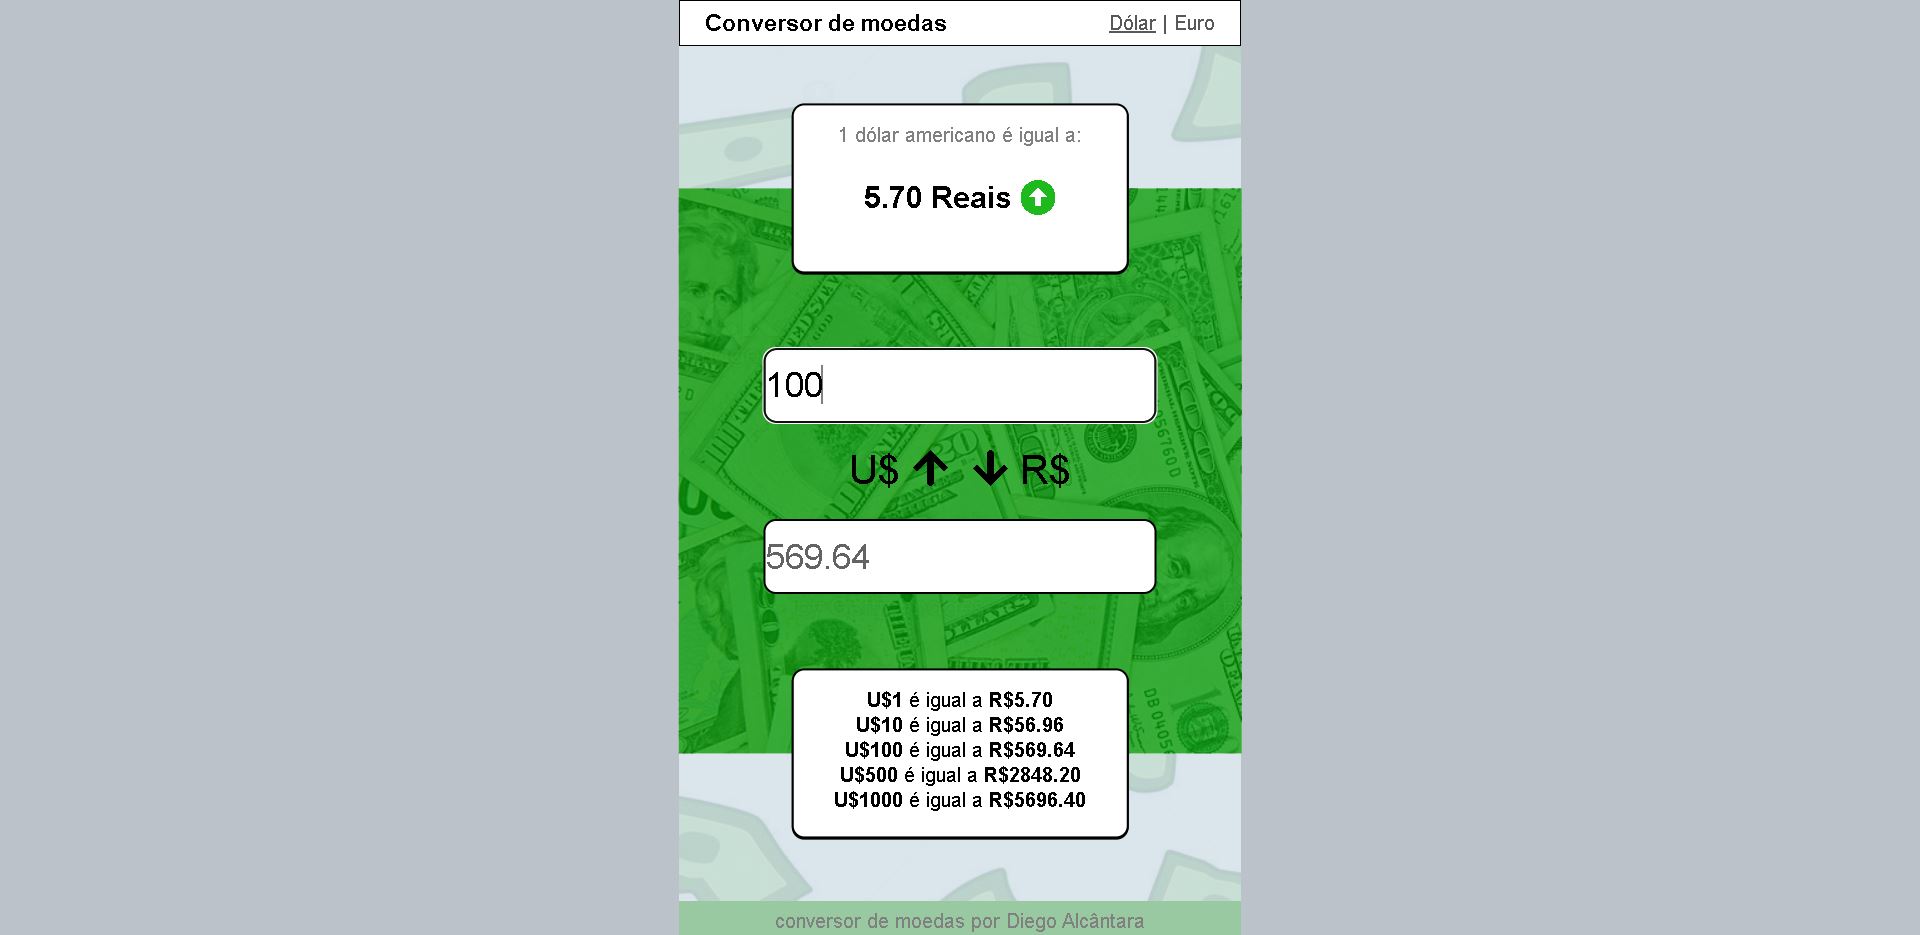 Conversor de moedas
Dólar | Euro
1 dólar americano é igual a:
5.70 Reais
100
U$ R$
569.64
U$1 é igual a R$5.70
U$10 é igual a R$56.96
U$100 é igual a R$569.64
U$500 é igual a R$2848.20
U$1000 é igual a R$5696.40
conversor de moedas por Diego Alcântara